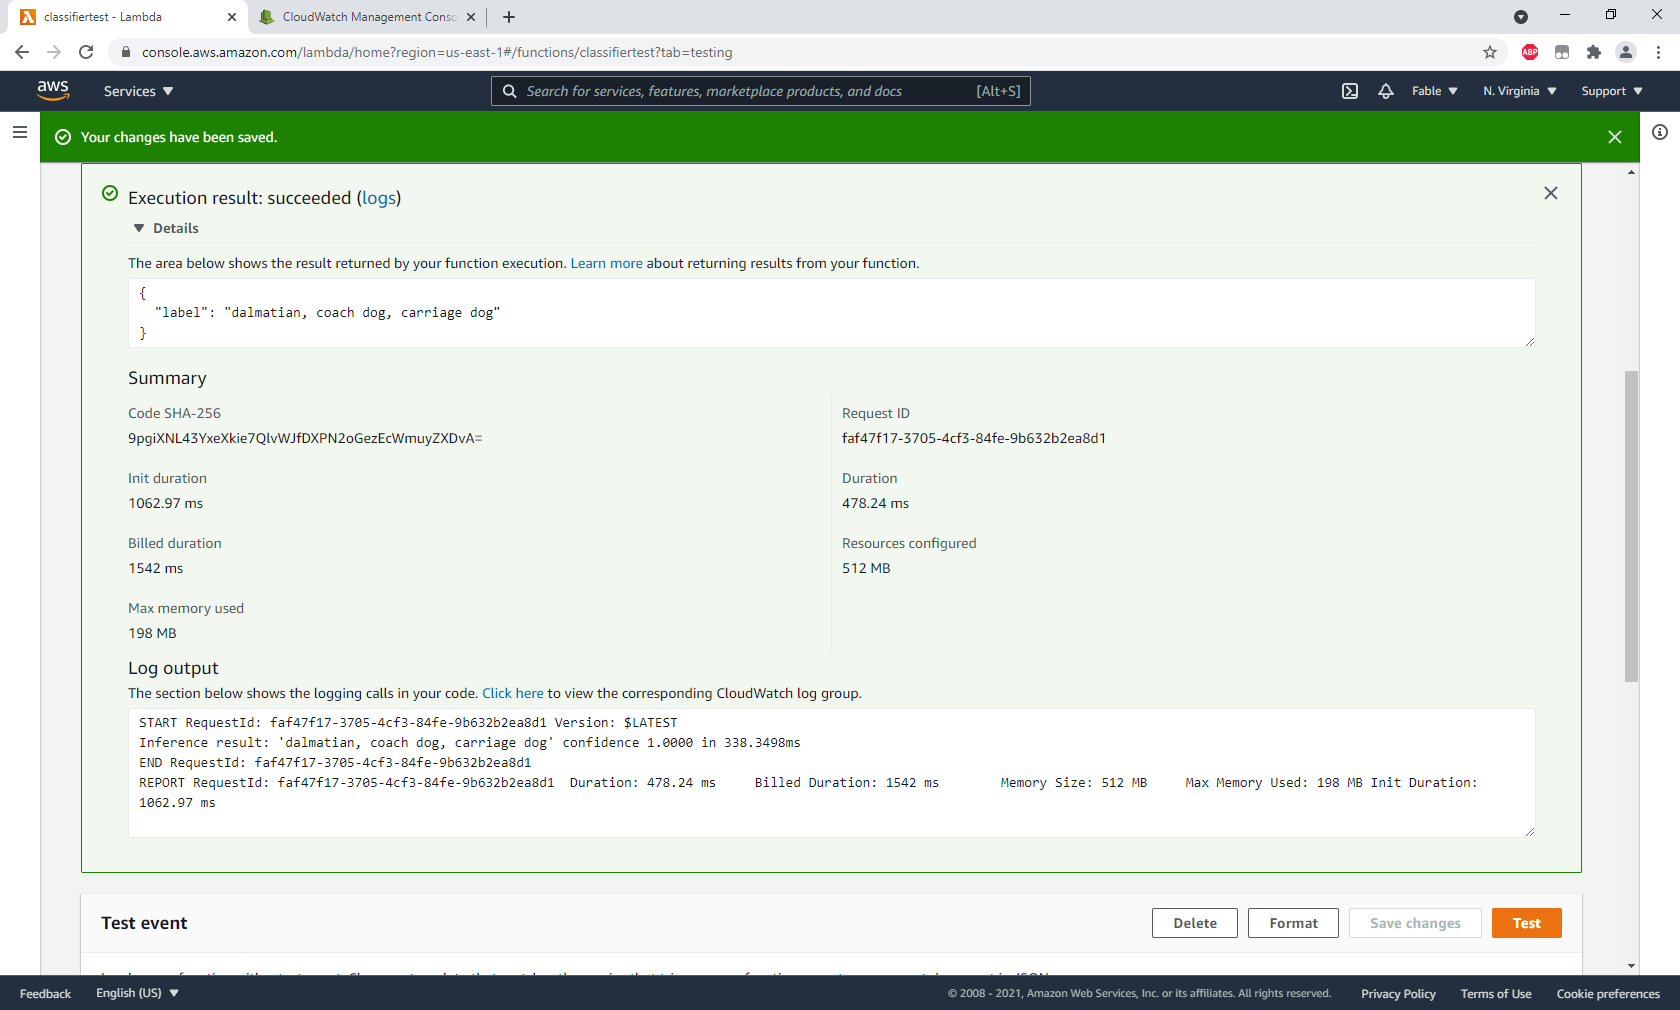 classifiertest - Lambda
CloudWatch Management Conso
console.aws.amazon.com/lambda/home?region=us-east-1#/functions/classifiertest?tab=testing
ABP
aws
Services
Search for services, features, marketplace products, and docs
[Alt+S]
Fable
N. Virginia
Support
Your changes have been saved.
Execution result: succeeded (logs)
Details
The area below shows the result returned by your function execution. Learn more about returning results from your function.
{
"label": "dalmatian, coach dog, carriage dog"
}
Summary
Code SHA-256
9pgiXNL43YxeXkie7QlvWJfDXPN2oGezEcWmuyZXDvA=
Request ID
faf47f17-3705-4cf3-84fe-9b632b2ea8d1
Init duration
1062.97 ms
Duration
478.24 ms
Billed duration
1542 ms
Resources configured
512 MB
Max memory used
198 MB
Log output
The section below shows the logging calls in your code. Click here to view the corresponding CloudWatch log group.
START RequestId: faf47f17-3705-4cf3-84fe-9b632b2ea8d1 Version: $LATEST
Inference result: 'dalmatian, coach dog, carriage dog' confidence 1.0000 in 338.3498ms
END RequestId: faf47f17-3705-4cf3-84fe-9b632b2ea8d1
REPORT RequestId: faf47f17-3705-4cf3-84fe-9b632b2ea8d1 Duration: 478.24 ms Billed Duration: 1542 ms Memory Size: 512 MB Max Memory Used: 198 MB Init Duration:
1062.97 ms
Test event
Delete
Format
Save changes
Test
Feedback
English (US)
© 2008 - 2021, Amazon Web Services, Inc. or its affiliates. All rights reserved.
Privacy Policy
Terms of Use
Cookie preferences